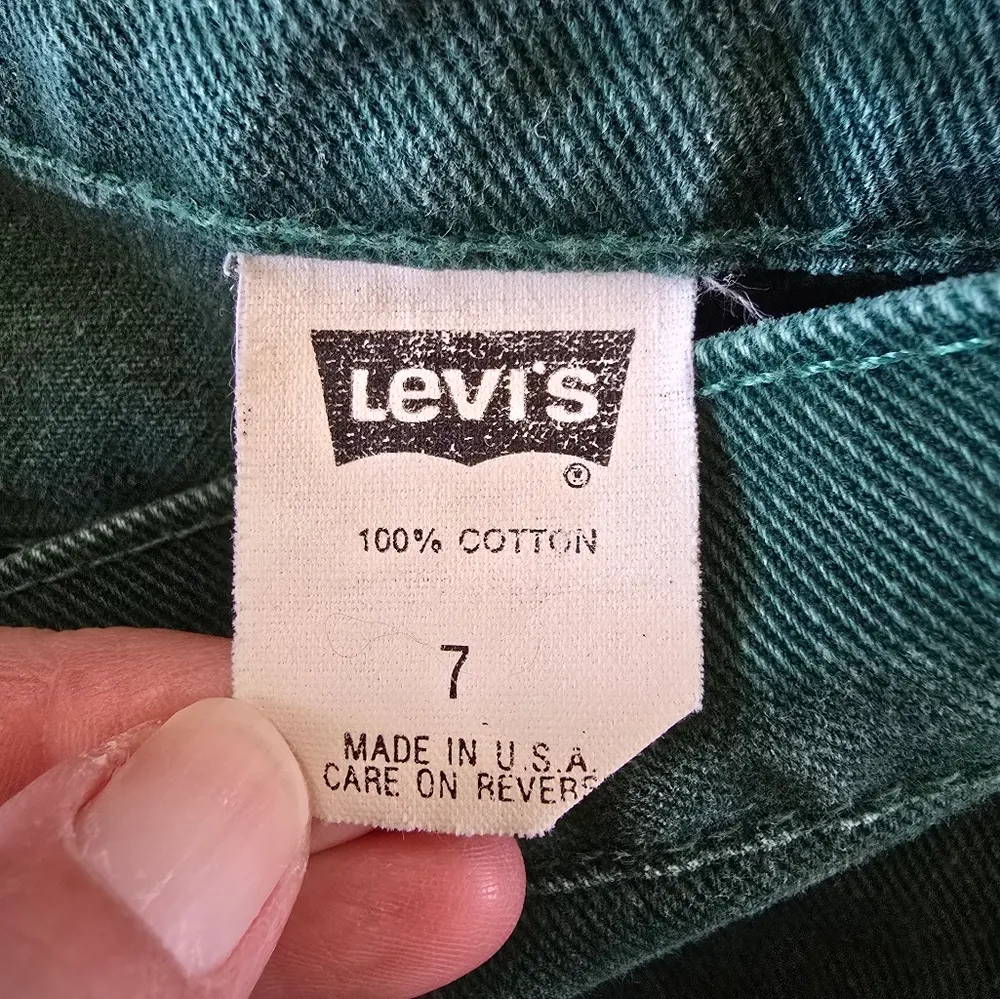 Levi's
100% COTTON
7
MADE IN U.S.A.
CARE ON REVERS